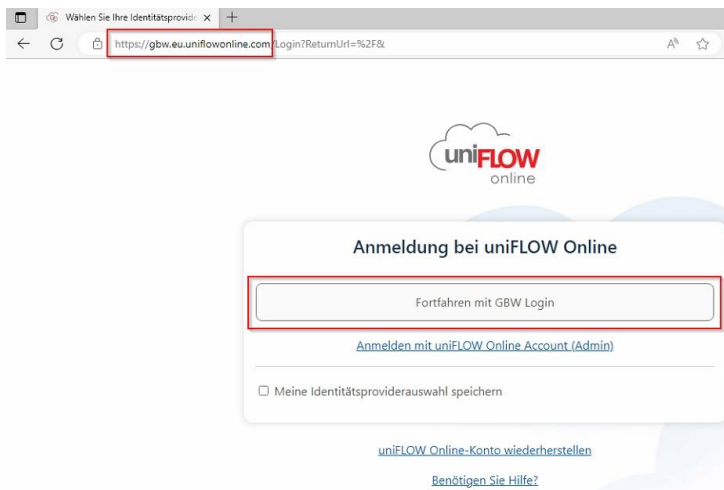 Wählen Sie Ihre Identitätsprovide
https://gbw.eu.uniflowonline.com/Login?ReturnUrl=%2F&
uniFLOW
online
Anmeldung bei uniFLOW Online
Fortfahren mit GBW Login
Anmelden mit uniFLOW Online Account (Admin)
Meine Identitätsproviderauswahl speichern
uniFLOW Online-Konto wiederherstellen
Benötigen Sie Hilfe?